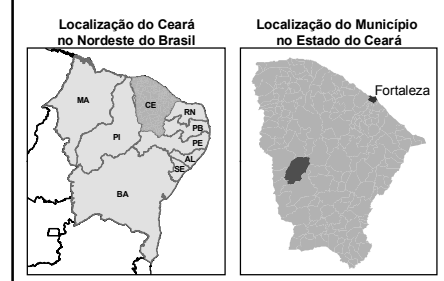 Localização do Ceará
no Nordeste do Brasil
MA
CE
RN
PB
PI
PE
AL
SE
BA
Localização do Município
no Estado do Ceará
Fortaleza